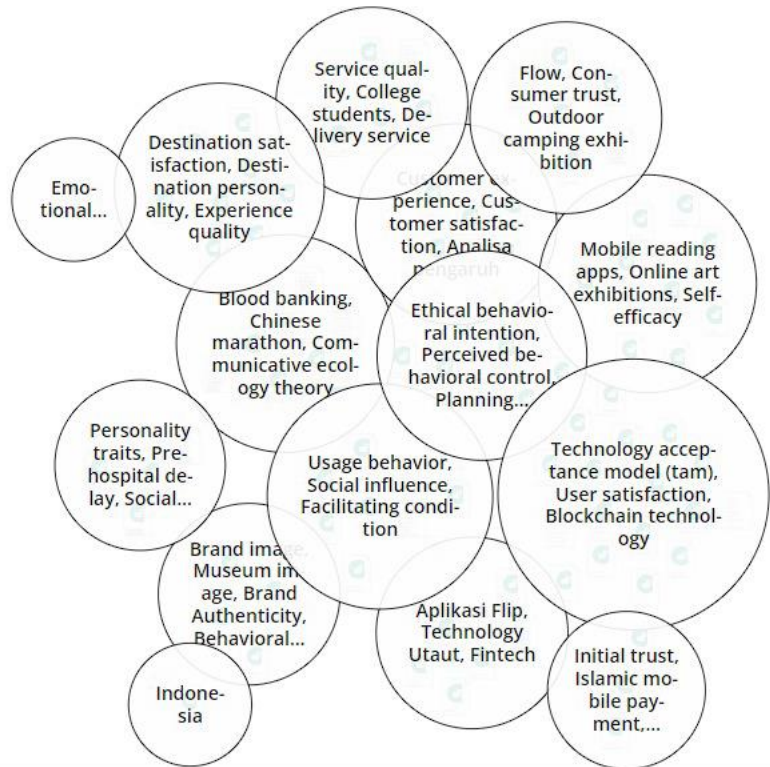 Service qual-
ity, College
students, De-
livery service
Flow, Con-
sumer trust,
Outdoor
camping exhi-
bition
Destination sat-
isfaction, Desti-
nation person-
ality, Experience
quality
Emo-
tional...
Customer ex-
perience, Cus-
tomer satisfac-
tion, Analisa
pengaruh
Mobile reading
apps, Online art
exhibitions, Self-
efficacy
Blood banking,
Chinese
marathon, Com-
municative ecol-
ogy theory
Ethical behavio-
ral intention,
Perceived be-
havioral control,
Planning...
Personality
traits, Pre-
hospital de-
lay, Social...
Usage behavior,
Social influence,
Facilitating condi-
tion
Technology accep-
tance model (tam),
User satisfaction,
Blockchain technol-
ogy
Brand image,
Museum im-
age, Brand
Authenticity,
Behavioral...
Aplikasi Flip,
Technology
Utaut, Fintech
Initial trust,
Islamic mo-
bile pay-
ment,...
Indone-
sia